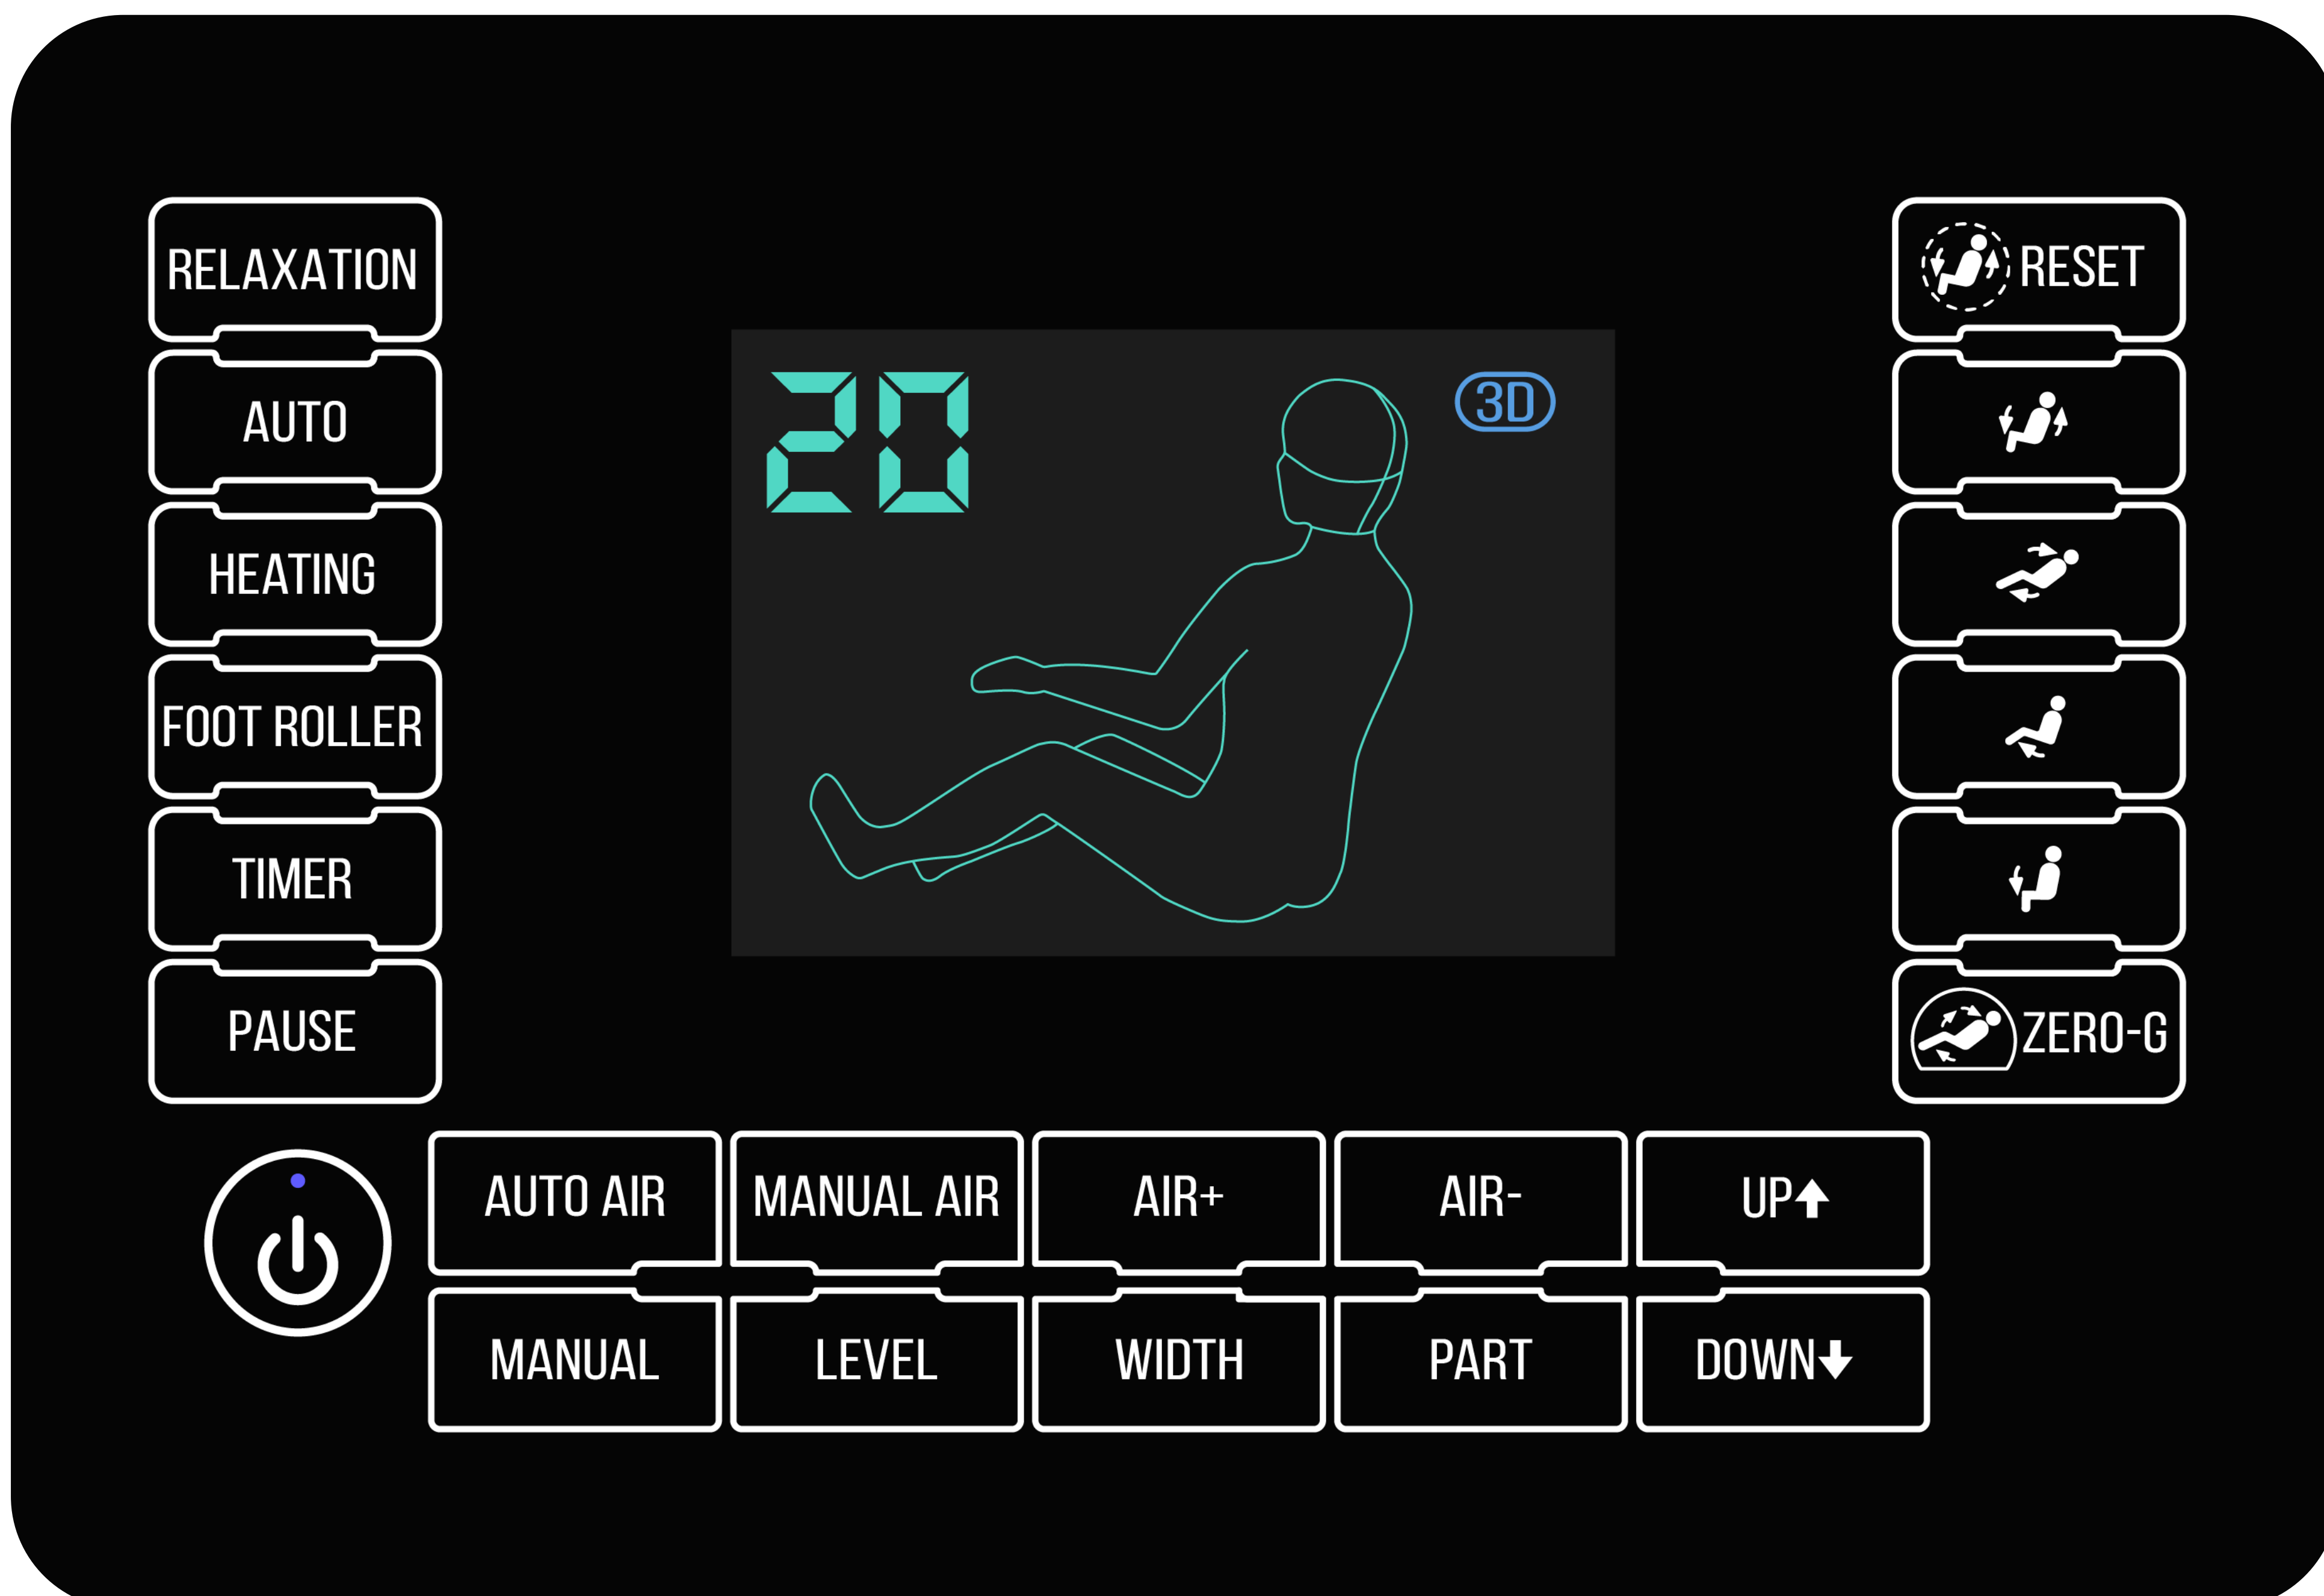 RELAXATION
AUTO
HEATING
FOOT ROLLER
TIMER
PAUSE
20
3D
RESET
ZERO-G
AUTO AIR
MANUAL AIR
AIR+
AIR-
UP
MANUAL
LEVEL
WIDTH
PART
DOWN